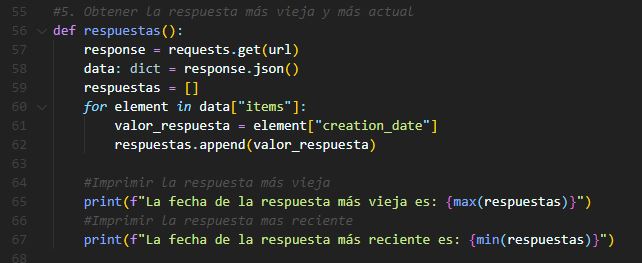 55 #5. Obtener la respuesta más vieja y más actual
56 def respuestas():
57 response = requests.get(url)
58 data: dict = response.json()
59 respuestas = []
60 for element in data["items"]:
61 valor_respuesta = element["creation_date"]
62 respuestas.append(valor_respuesta)
63
64 #Imprimir la respuesta más vieja
65 print(f"La fecha de la respuesta más vieja es: {max(respuestas)}")
66 #Imprimir la respuesta mas reciente
67 print(f"La fecha de la respuesta más reciente es: {min(respuestas)}")
68